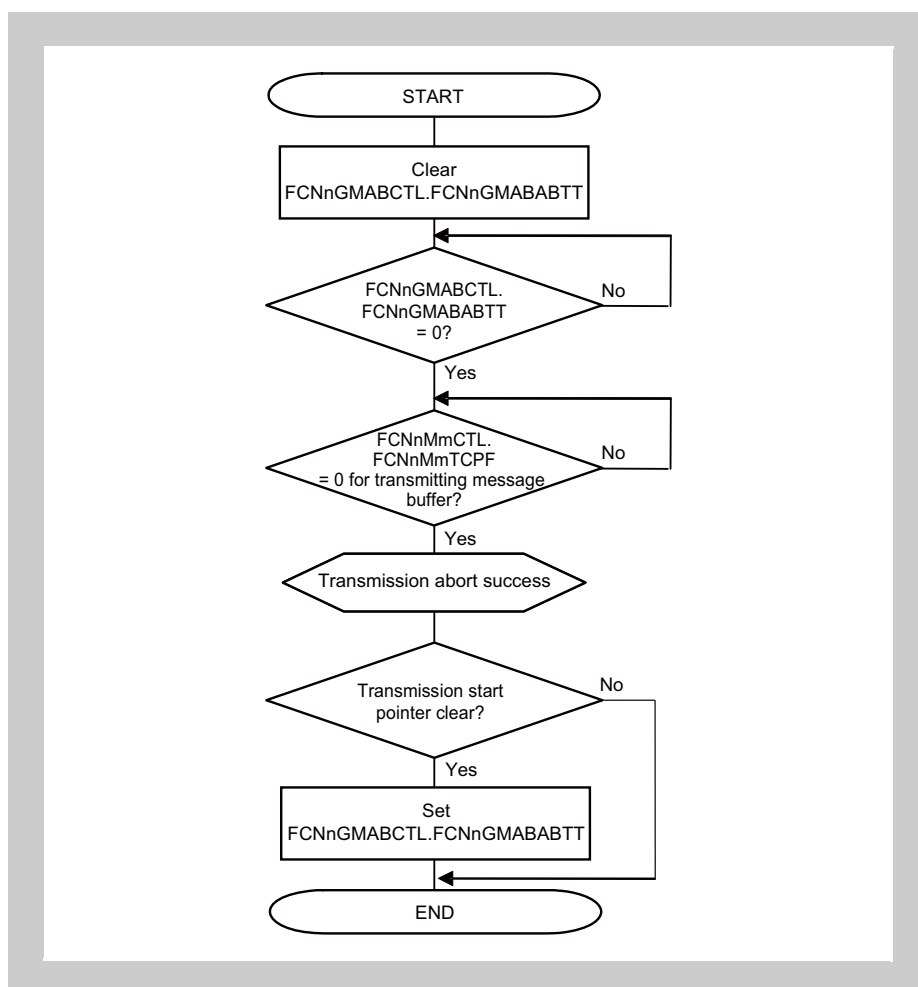 START
Clear
FCNnGMABCTL.FCNnGMABABTT
FCNnGMABCTL.
FCNnGMABABTT
= 0?
No
Yes
FCNnMmCTL.
FCNnMmTCPF
= 0 for transmitting message
buffer?
No
Yes
Transmission abort success
Transmission start
pointer clear?
No
Yes
Set
FCNnGMABCTL.FCNnGMABABTT
END